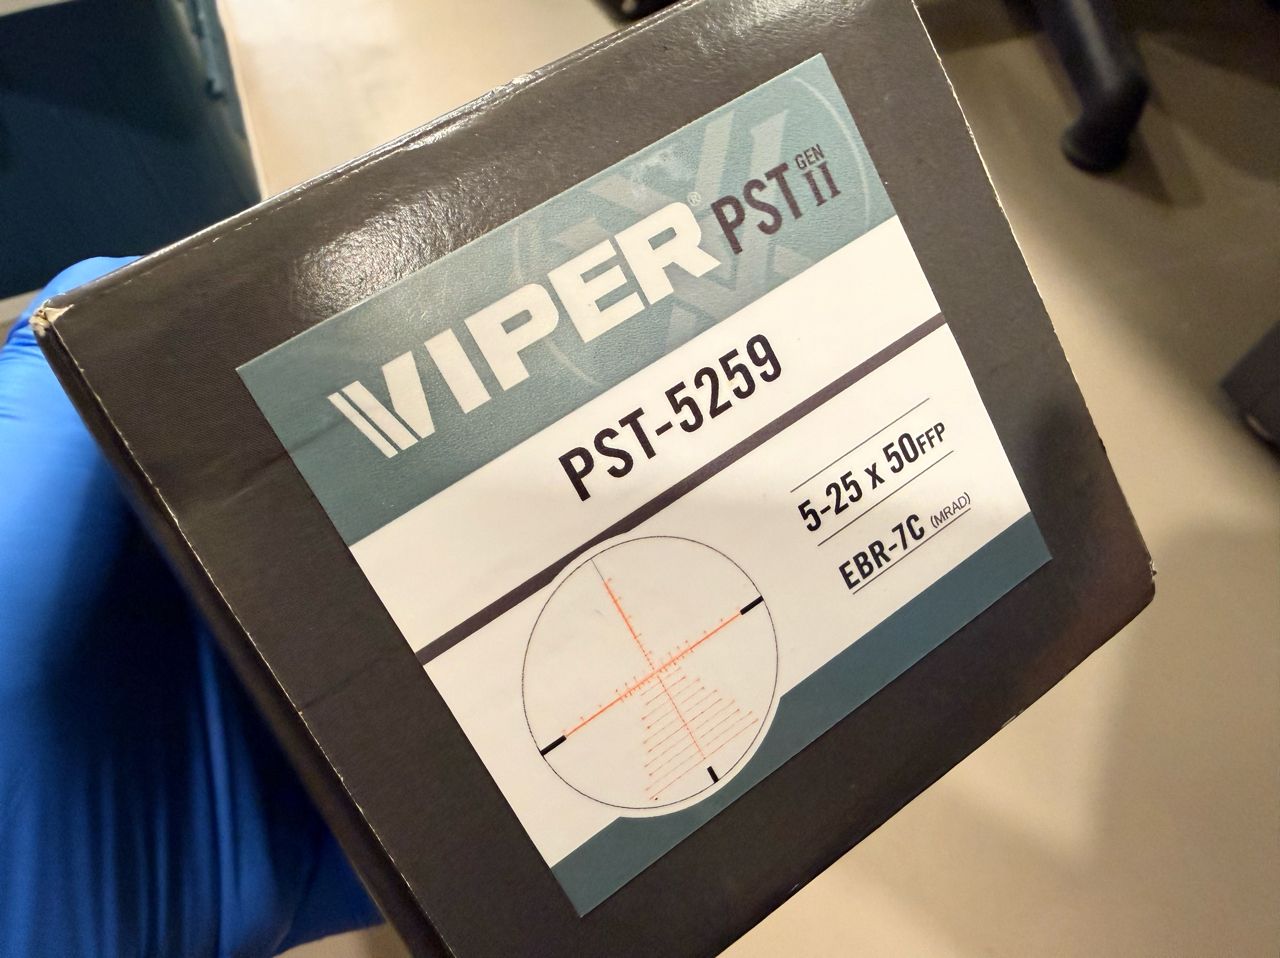 VIPER® PST GEN II
PST-5259
5-25 x 50FFP
EBR-7C (MRAD)